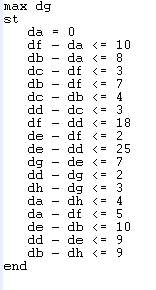 max dg
st
da = 0
df - da <= 10
db - da <= 8
dc - df <= 3
db - df <= 7
dc - db <= 4
dd - dc <= 3
df - dd <= 18
de - df <= 2
de - dd <= 25
dg - de <= 7
dd - dg <= 2
dh - dg <= 3
da - dh <= 4
da - df <= 5
de - db <= 10
dd - de <= 9
db - dh <= 9
end